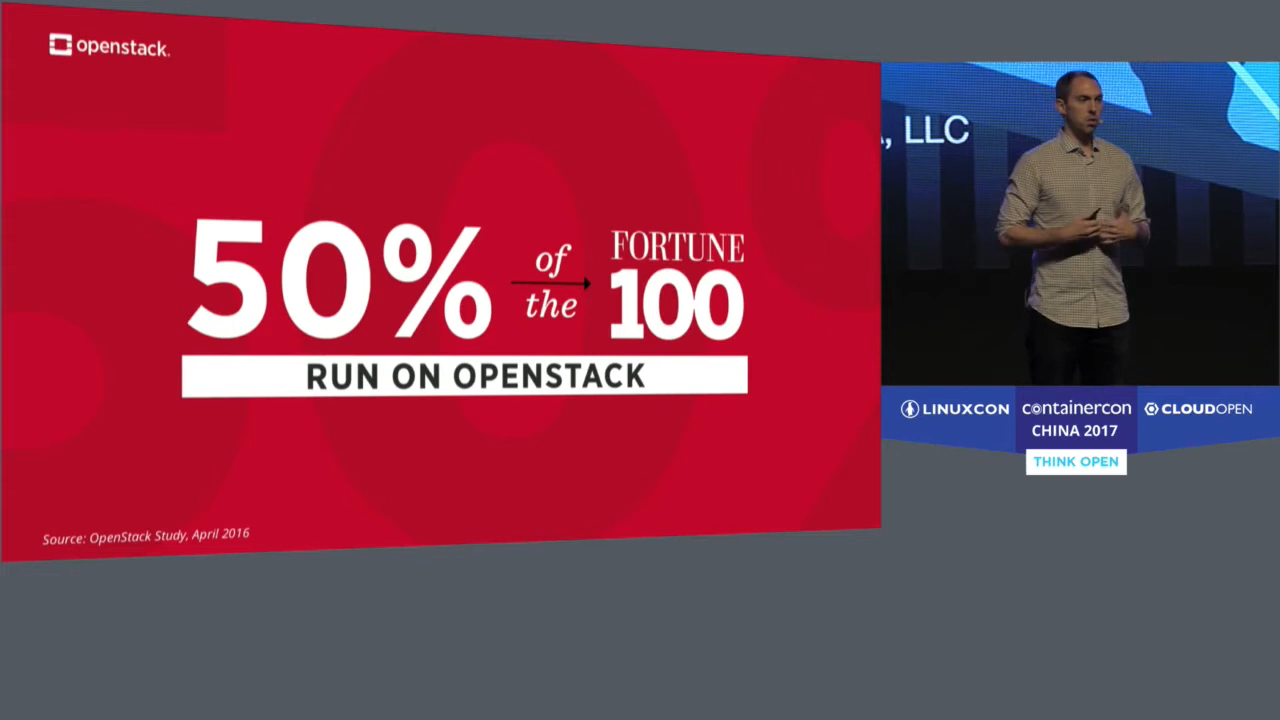 openstack.
50% of the FORTUNE 100
RUN ON OPENSTACK
Source: OpenStack Study, April 2016
, LLC
LINUXCON containercon CLOUDOPEN
CHINA 2017
THINK OPEN